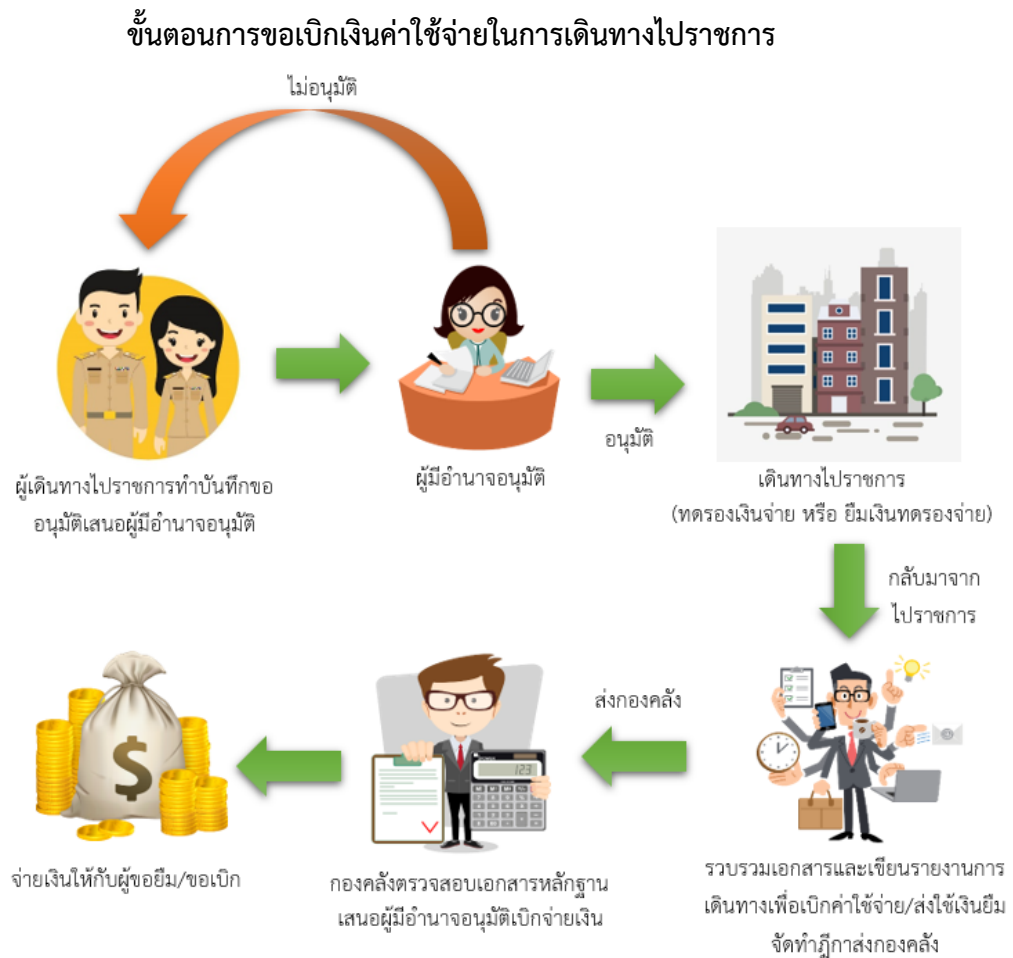 ขั้นตอนการขอเบิกเงินค่าใช้จ่ายในการเดินทางไปราชการ
ไม่อนุมัติ
ผู้เดินทางไปราชการทำบันทึกขอ
อนุมัติเสนอผู้มีอำนาจอนุมัติ
ผู้มีอำนาจอนุมัติ
อนุมัติ
เดินทางไปราชการ
(ทดรองเงินจ่าย หรือ ยืมเงินทดรองจ่าย)
กลับมาจาก
ไปราชการ
รวบรวมเอกสารและเขียนรายงานการ
เดินทางเพื่อเบิกค่าใช้จ่าย/ส่งใช้เงินยืม
จัดทำฎีกาส่งกองคลัง
ส่งกองคลัง
123
กองคลังตรวจสอบเอกสารหลักฐาน
เสนอผู้มีอำนาจอนุมัติเบิกจ่ายเงิน
$
จ่ายเงินให้กับผู้ขอยืม/ขอเบิก